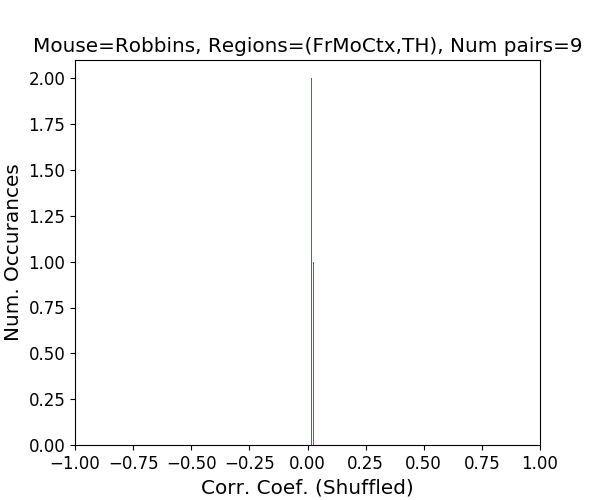 Mouse=Robbins, Regions=(FrMoCtx,TH), Num pairs=9
2.00
1.75
1.50
1.25
1.00
0.75
0.50
0.25
0.00
Num. Occurances
−1.00 −0.75 −0.50 −0.25 0.00 0.25 0.50 0.75 1.00
Corr. Coef. (Shuffled)